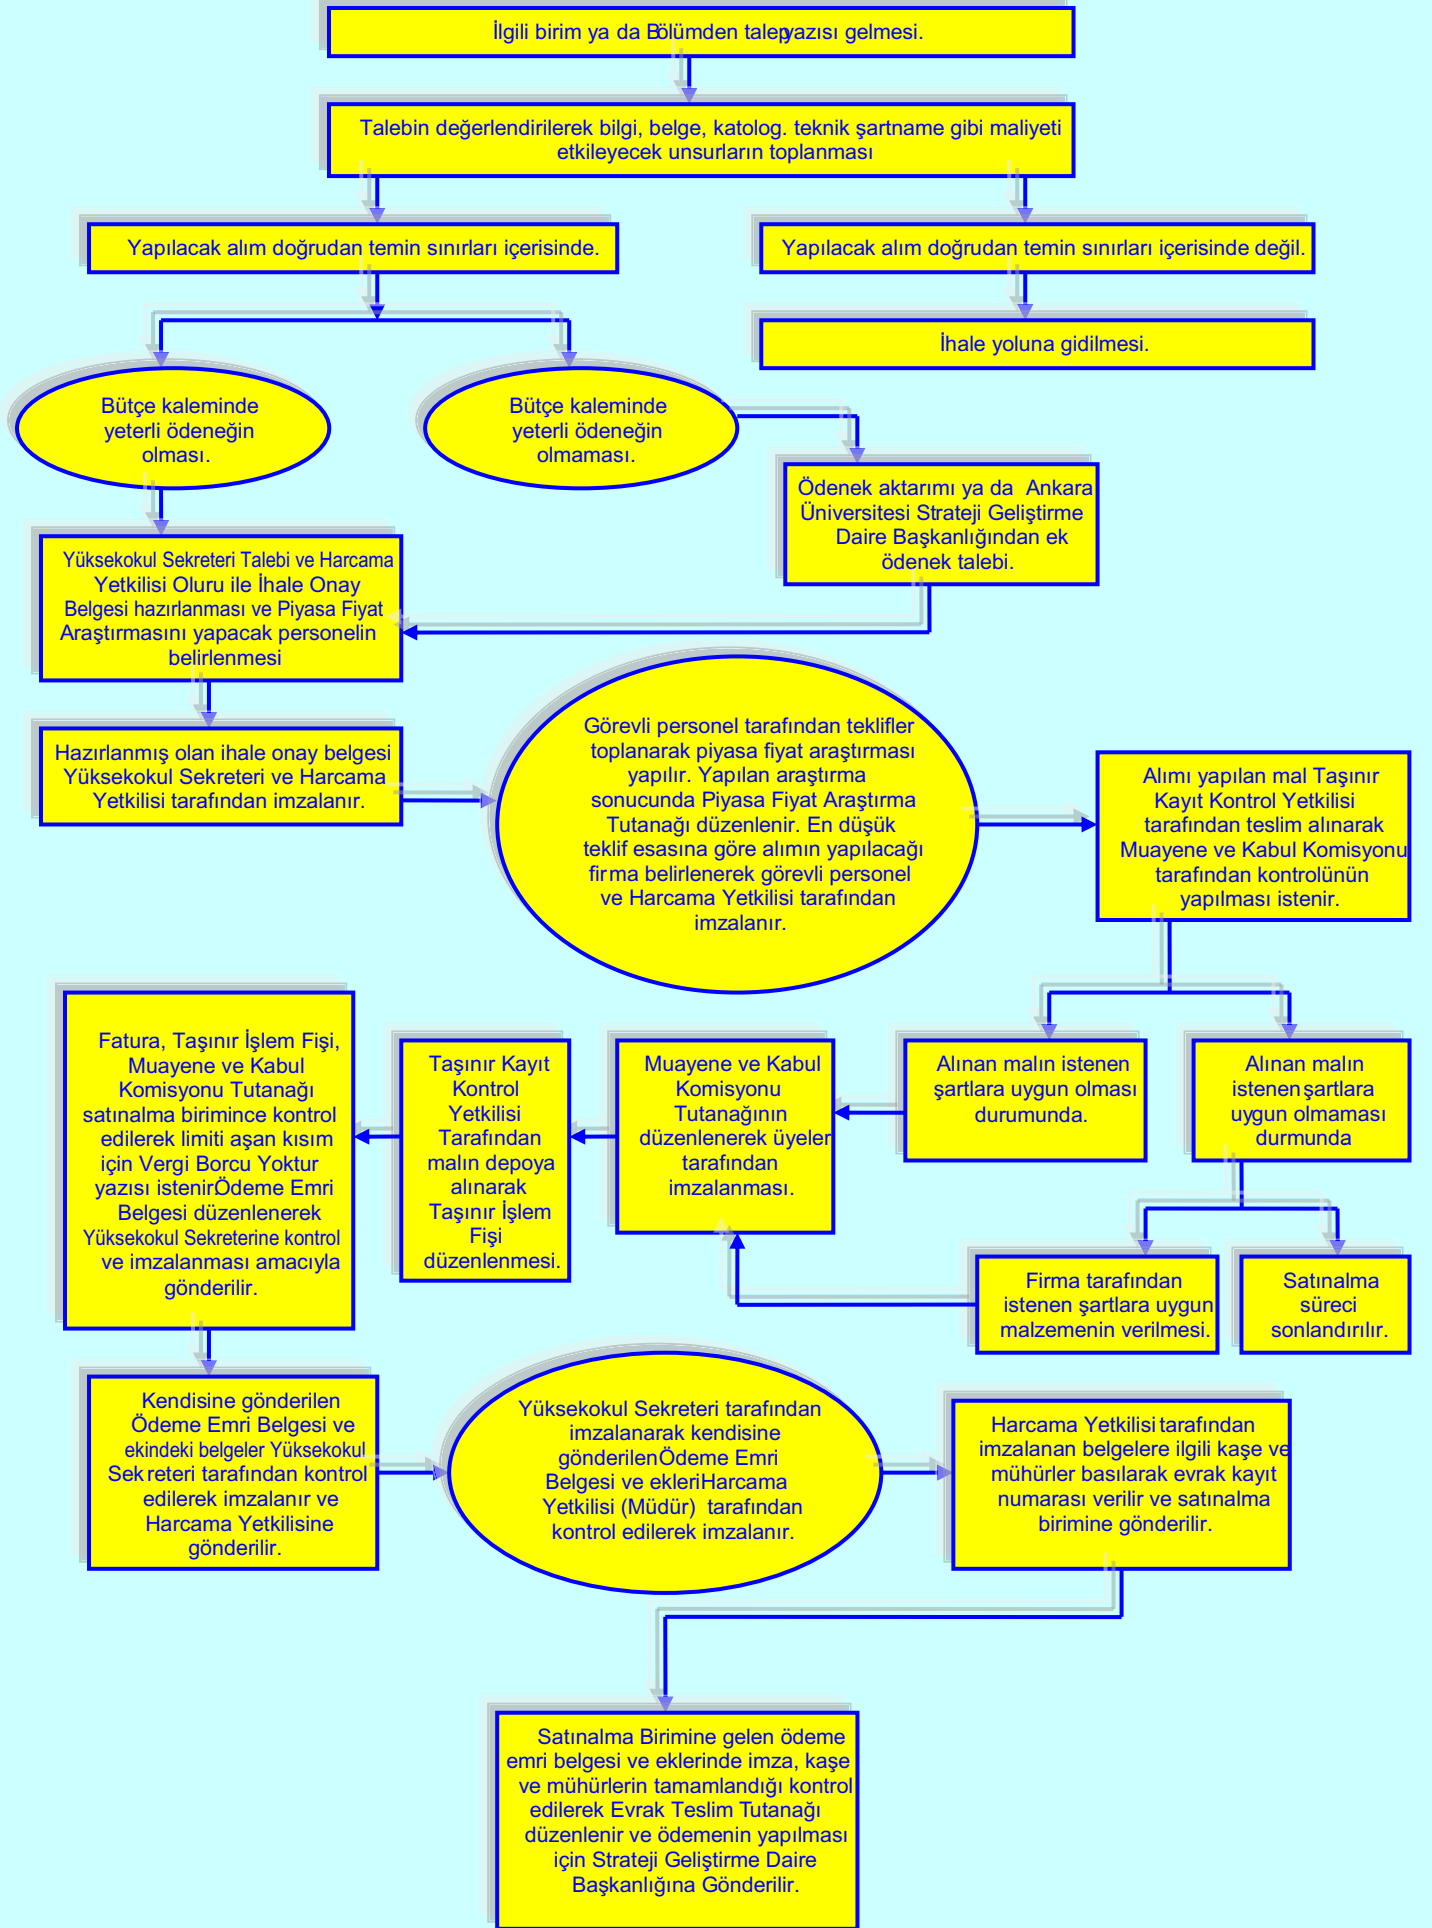 İlgili birim ya da Bölümden talep yazısı gelmesi.
Talebin değerlendirilerek bilgi, belge, katolog. teknik şartname gibi maliyeti
etkileyecek unsurların toplanması
Yapılacak alım doğrudan temin sınırları içerisinde.
Yapılacak alım doğrudan temin sınırları içerisinde değil.
İhale yoluna gidilmesi.
Bütçe kaleminde
yeterli ödeneğin
olması.
Bütçe kaleminde
yeterli ödeneğin
olmaması.
Ödenek aktarımı ya da Ankara
Üniversitesi Strateji Geliştirme
Daire Başkanlığından ek
ödenek talebi.
Yüksekokul Sekreteri Talebi ve Harcama
Yetkilisi Oluru ile İhale Onay
Belgesi hazırlanması ve Piyasa Fiyat
Araştırmasını yapacak personelin
belirlenmesi
Hazırlanmış olan ihale onay belgesi
Yüksekokul Sekreteri ve Harcama
Yetkilisi tarafından imzalanır.
Görevli personel tarafından teklifler
toplanarak piyasa fiyat araştırması
yapılır. Yapılan araştırma
sonucunda Piyasa Fiyat Araştırma
Tutanağı düzenlenir. En düşük
teklif esasına göre alımın yapılacağı
firma belirlenerek görevli personel
ve Harcama Yetkilisi tarafından
imzalanır.
Alımı yapılan mal Taşınır
Kayıt Kontrol Yetkilisi
tarafından teslim alınarak
Muayene ve Kabul Komisyonu
tarafından kontrolünün
yapılması istenir.
Alınan malın istenen
şartlara uygun olması
durumunda.
Alınan malın
istenen şartlara
uygun olmaması
durmunda
Muayene ve Kabul
Komisyonu
Tutanağının
düzenlenerek üyeler
tarafından
imzalanması.
Taşınır Kayıt
Kontrol
Yetkilisi
Tarafından
malın depoya
alınarak
Taşınır İşlem
Fişi
düzenlenmesi.
Fatura, Taşınır İşlem Fişi,
Muayene ve Kabul
Komisyonu Tutanağı
satınalma birimince kontrol
edilerek limiti aşan kısım
için Vergi Borcu Yoktur
yazısı istenir.Ödeme Emri
Belgesi düzenlenerek
Yüksekokul Sekreterine kontrol
ve imzalanması amacıyla
gönderilir.
Firma tarafından
istenen şartlara uygun
malzemenin verilmesi.
Satınalma
süreci
sonlandırılır.
Kendisine gönderilen
Ödeme Emri Belgesi ve
ekindeki belgeler Yüksekokul
Sekreteri tarafından kontrol
edilerek imzalanır ve
Harcama Yetkilisine
gönderilir.
Yüksekokul Sekreteri tarafından
imzalanarak kendisine
gönderilen Ödeme Emri
Belgesi ve ekleri Harcama
Yetkilisi (Müdür) tarafından
kontrol edilerek imzalanır.
Harcama Yetkilisi tarafından
imzalanan belgelere ilgili kaşe ve
mühürler basılarak evrak kayıt
numarası verilir ve satınalma
birimine gönderilir.
Satınalma Birimine gelen ödeme
emri belgesi ve eklerinde imza, kaşe
ve mühürlerin tamamlandığı kontrol
edilerek Evrak Teslim Tutanağı
düzenlenir ve ödemenin yapılması
için Strateji Geliştirme Daire
Başkanlığına Gönderilir.